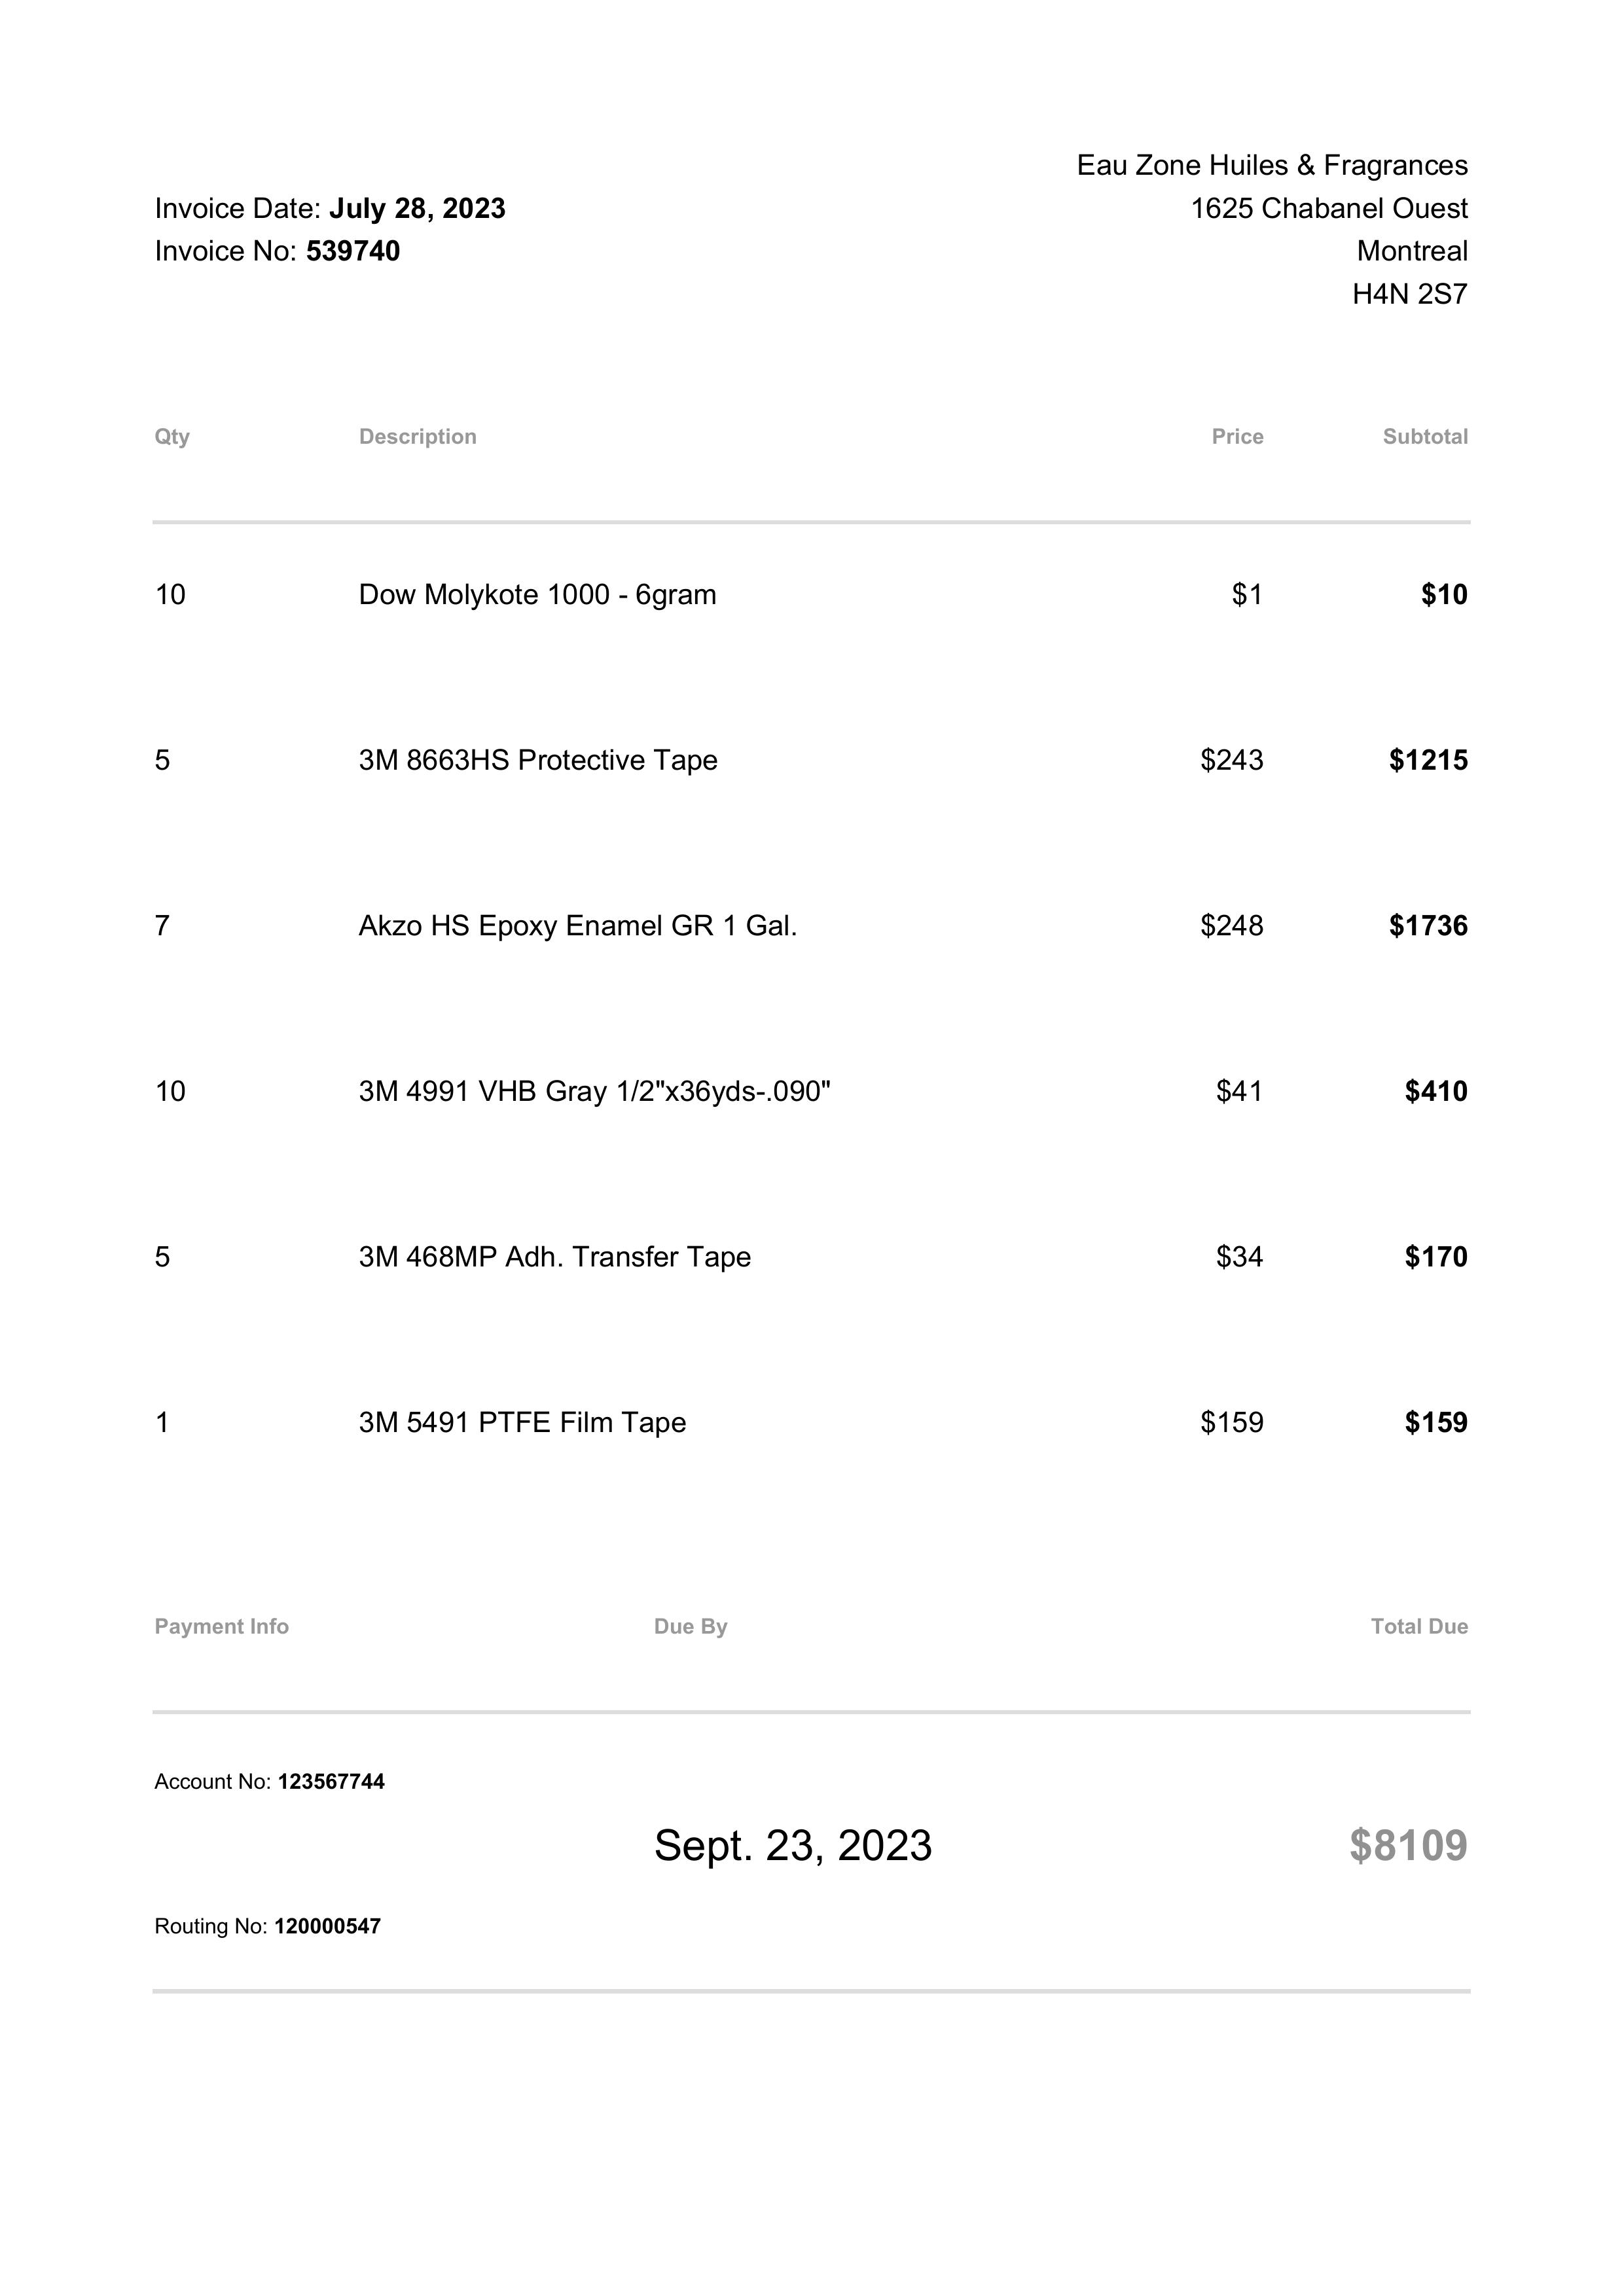 Eau Zone Huiles & Fragrances
Invoice Date: July 28, 2023
1625 Chabanel Ouest
Invoice No: 539740
Montreal
H4N 2S7
Qty Description Price Subtotal
10 Dow Molykote 1000 - 6gram $1 $10
5 3M 8663HS Protective Tape $243 $1215
7 Akzo HS Epoxy Enamel GR 1 Gal. $248 $1736
10 3M 4991 VHB Gray 1/2"x36yds-.090" $41 $410
5 3M 468MP Adh. Transfer Tape $34 $170
1 3M 5491 PTFE Film Tape $159 $159
Payment Info Due By Total Due
Account No: 123567744
Sept. 23, 2023 $8109
Routing No: 120000547